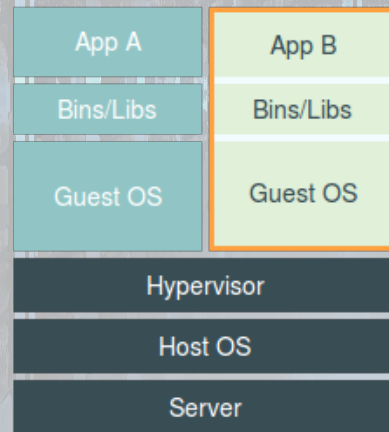 App A
App B
Bins/Libs
Bins/Libs
Guest OS
Guest OS
Hypervisor
Host OS
Server